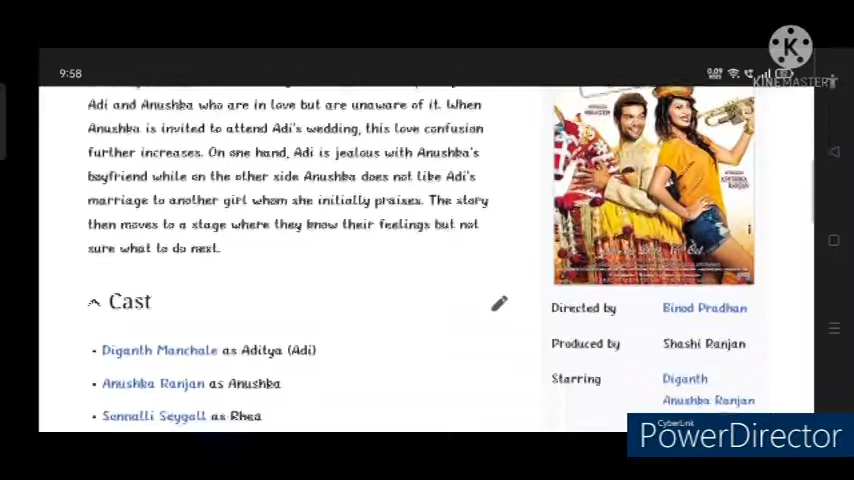 9:58
0.09
KINEMASTER
Adi and Anushka who are in love but are unaware of it. When
Anushka is invited to attend Adi's wedding, this love confusion
further increases. On one hand, Adi is jealous with Anushka's
boyfriend while on the other side Anushka does not like Adi's
marriage to another girl whom she initially praises. The story
then moves to a stage where they know their feelings but not
sure what to do next.
Cast
• Diganth Manchale as Aditya (Adi)
• Anushka Ranjan as Anushka
• Sonnalli Seygall as Rhea
Directed by Binod Pradhan
Produced by Shashi Ranjan
Starring Diganth
Anushka Ranjan
CyberLink
PowerDirector